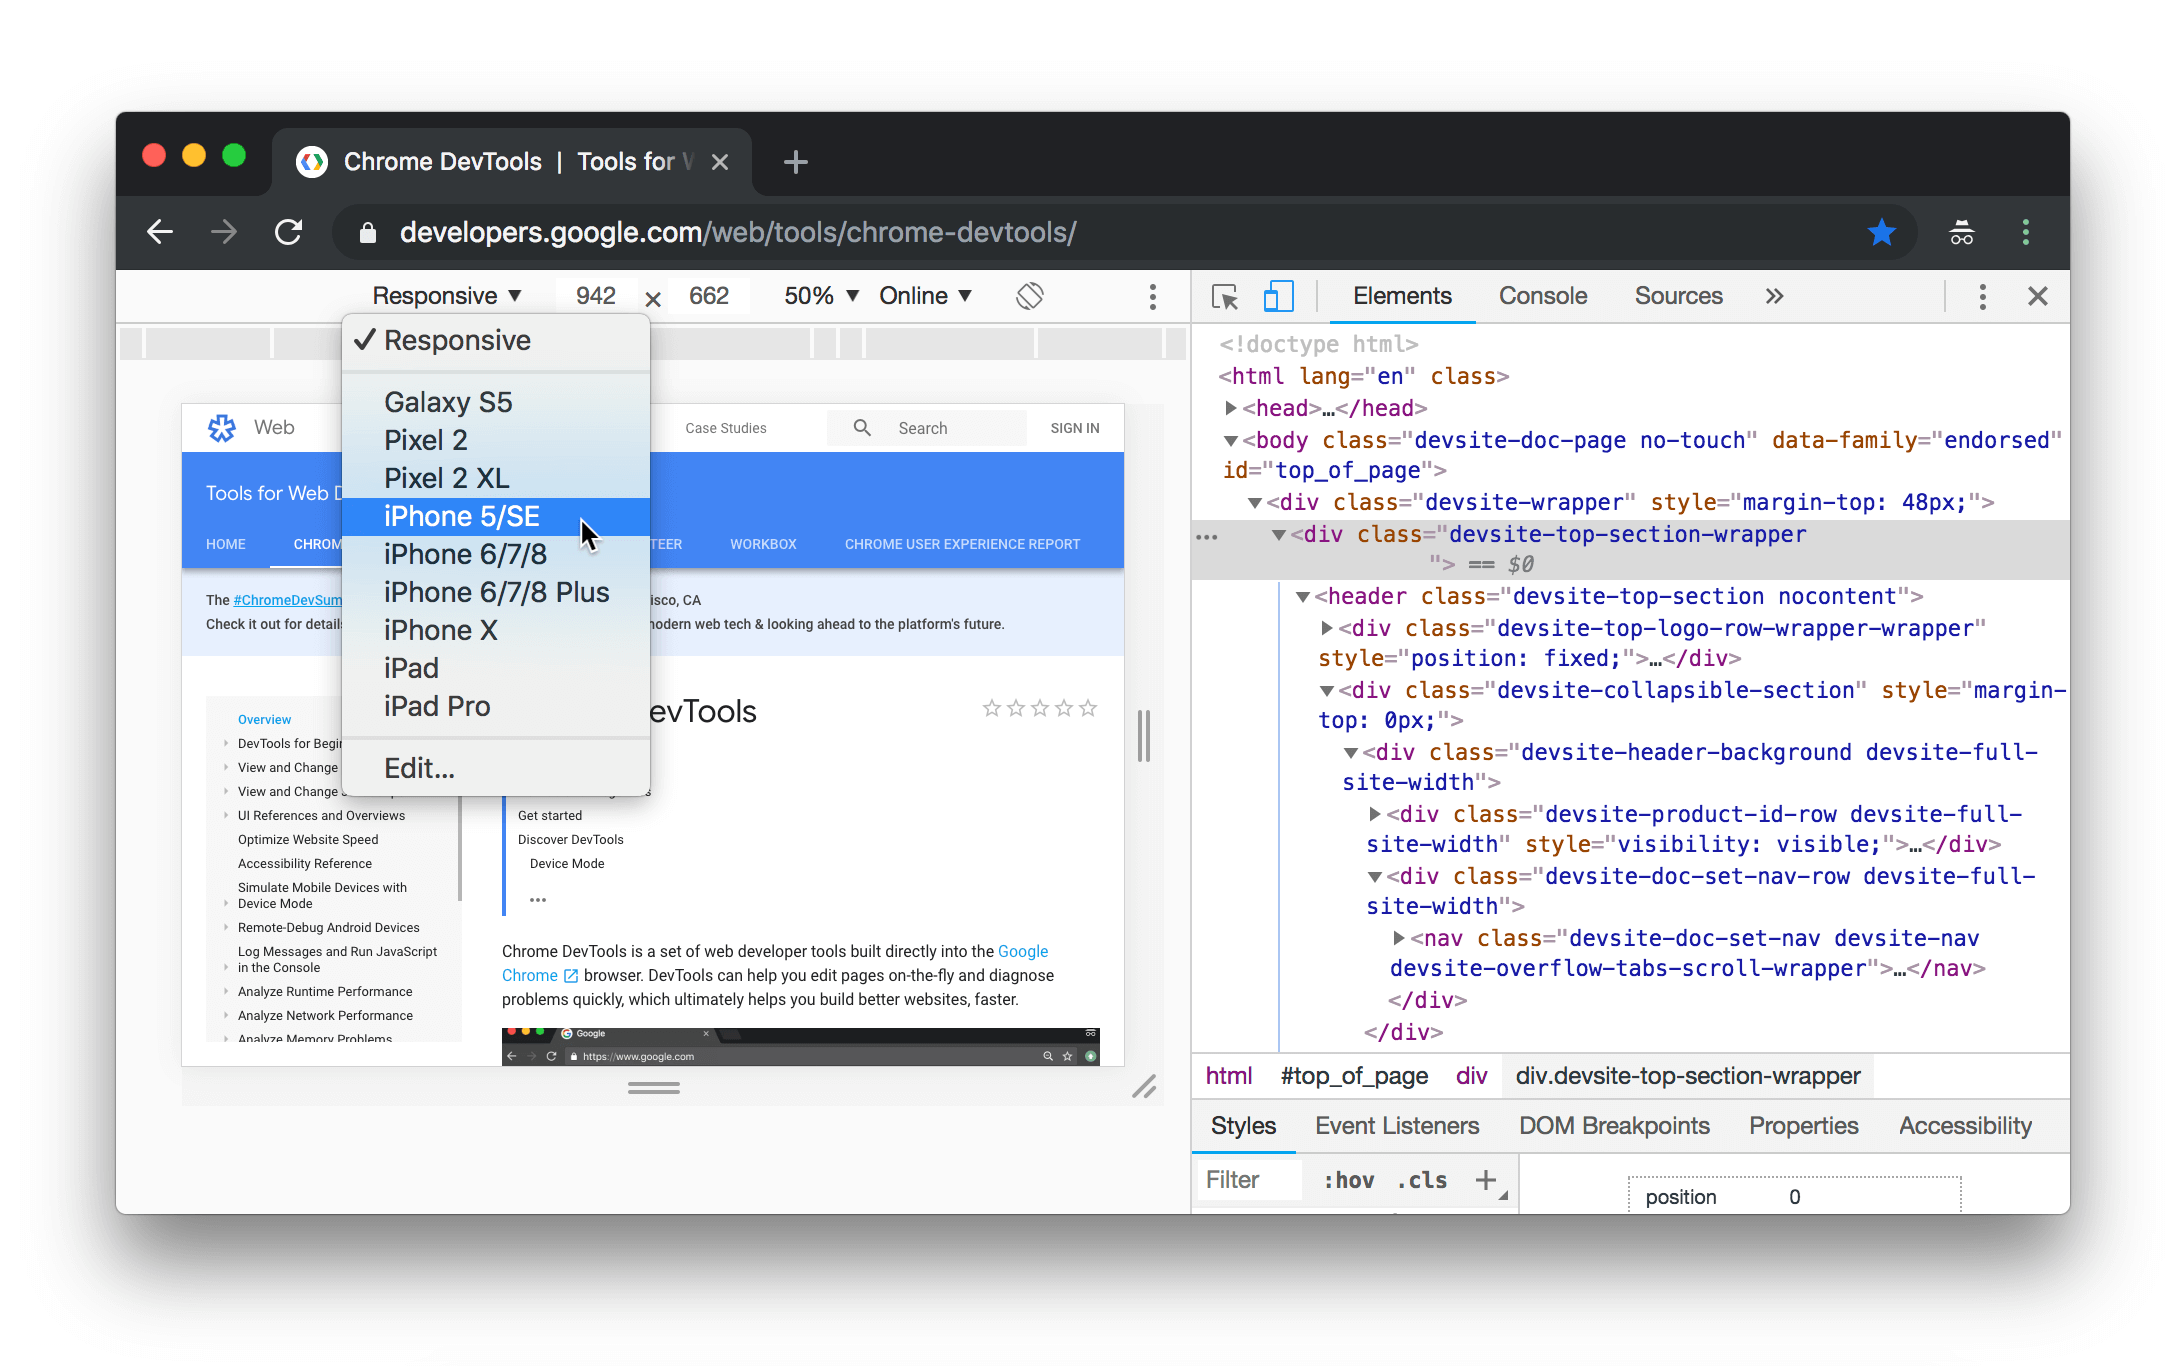 Chrome DevTools | Tools for W
developers.google.com/web/tools/chrome-devtools/
Responsive ▼ 942 × 662 50% ▼ Online ▼
✓ Responsive
Galaxy S5
Pixel 2
Pixel 2 XL
iPhone 5/SE
iPhone 6/7/8
iPhone 6/7/8 Plus
iPhone X
iPad
iPad Pro
Edit...
Web
Case Studies
Search
SIGN IN
Tools for Web D
HOME
CHROM
TEER
WORKBOX
CHROME USER EXPERIENCE REPORT
The #ChromeDevSum
isco, CA
Check it out for details
modern web tech & looking ahead to the platform's future.
Overview
DevTools for Begi
View and Change
View and Change
UI References and Overviews
Optimize Website Speed
Accessibility Reference
Simulate Mobile Devices with
Device Mode
Remote-Debug Android Devices
Log Messages and Run JavaScript
in the Console
Analyze Runtime Performance
Analyze Network Performance
Analyze Memory Problems
evTools
Get started
Discover DevTools
Device Mode
...
Chrome DevTools is a set of web developer tools built directly into the Google
Chrome browser. DevTools can help you edit pages on-the-fly and diagnose
problems quickly, which ultimately helps you build better websites, faster.
Google
https://www.google.com
Elements Console Sources »
<!doctype html>
<html lang="en" class>
▶<head>…</head>
▼<body class="devsite-doc-page no-touch" data-family="endorsed"
id="top_of_page">
▼<div class="devsite-wrapper" style="margin-top: 48px;">
... ▼<div class="devsite-top-section-wrapper
"> == $0
▼<header class="devsite-top-section nocontent">
▶<div class="devsite-top-logo-row-wrapper-wrapper"
style="position: fixed;">…</div>
▼<div class="devsite-collapsible-section" style="margin-
top: 0px;">
▼<div class="devsite-header-background devsite-full-
site-width">
▶<div class="devsite-product-id-row devsite-full-
site-width" style="visibility: visible;">…</div>
▼<div class="devsite-doc-set-nav-row devsite-full-
site-width">
▶<nav class="devsite-doc-set-nav devsite-nav
devsite-overflow-tabs-scroll-wrapper">…</nav>
</div>
</div>
html #top_of_page div div.devsite-top-section-wrapper
Styles Event Listeners DOM Breakpoints Properties Accessibility
Filter :hov .cls +
position 0